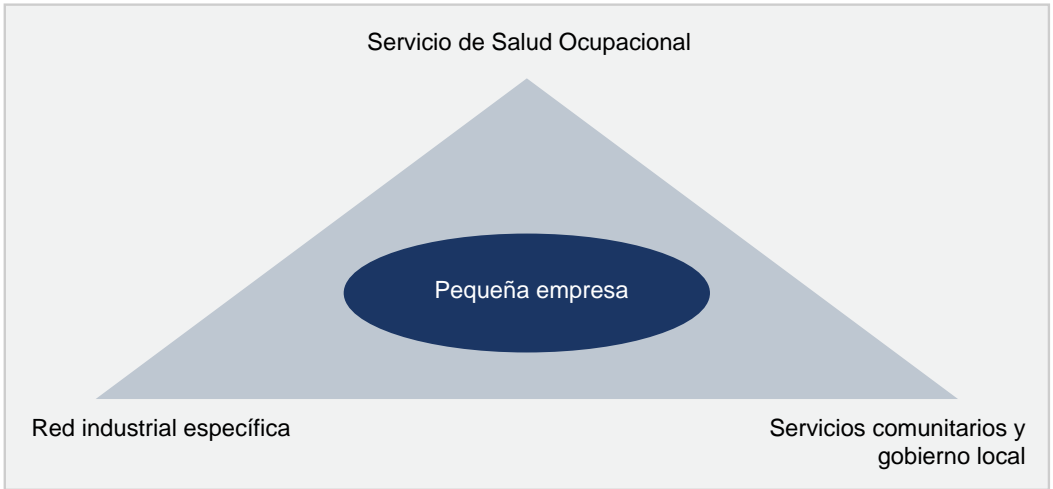 Servicio de Salud Ocupacional
Pequeña empresa
Red industrial específica
Servicios comunitarios y
gobierno local